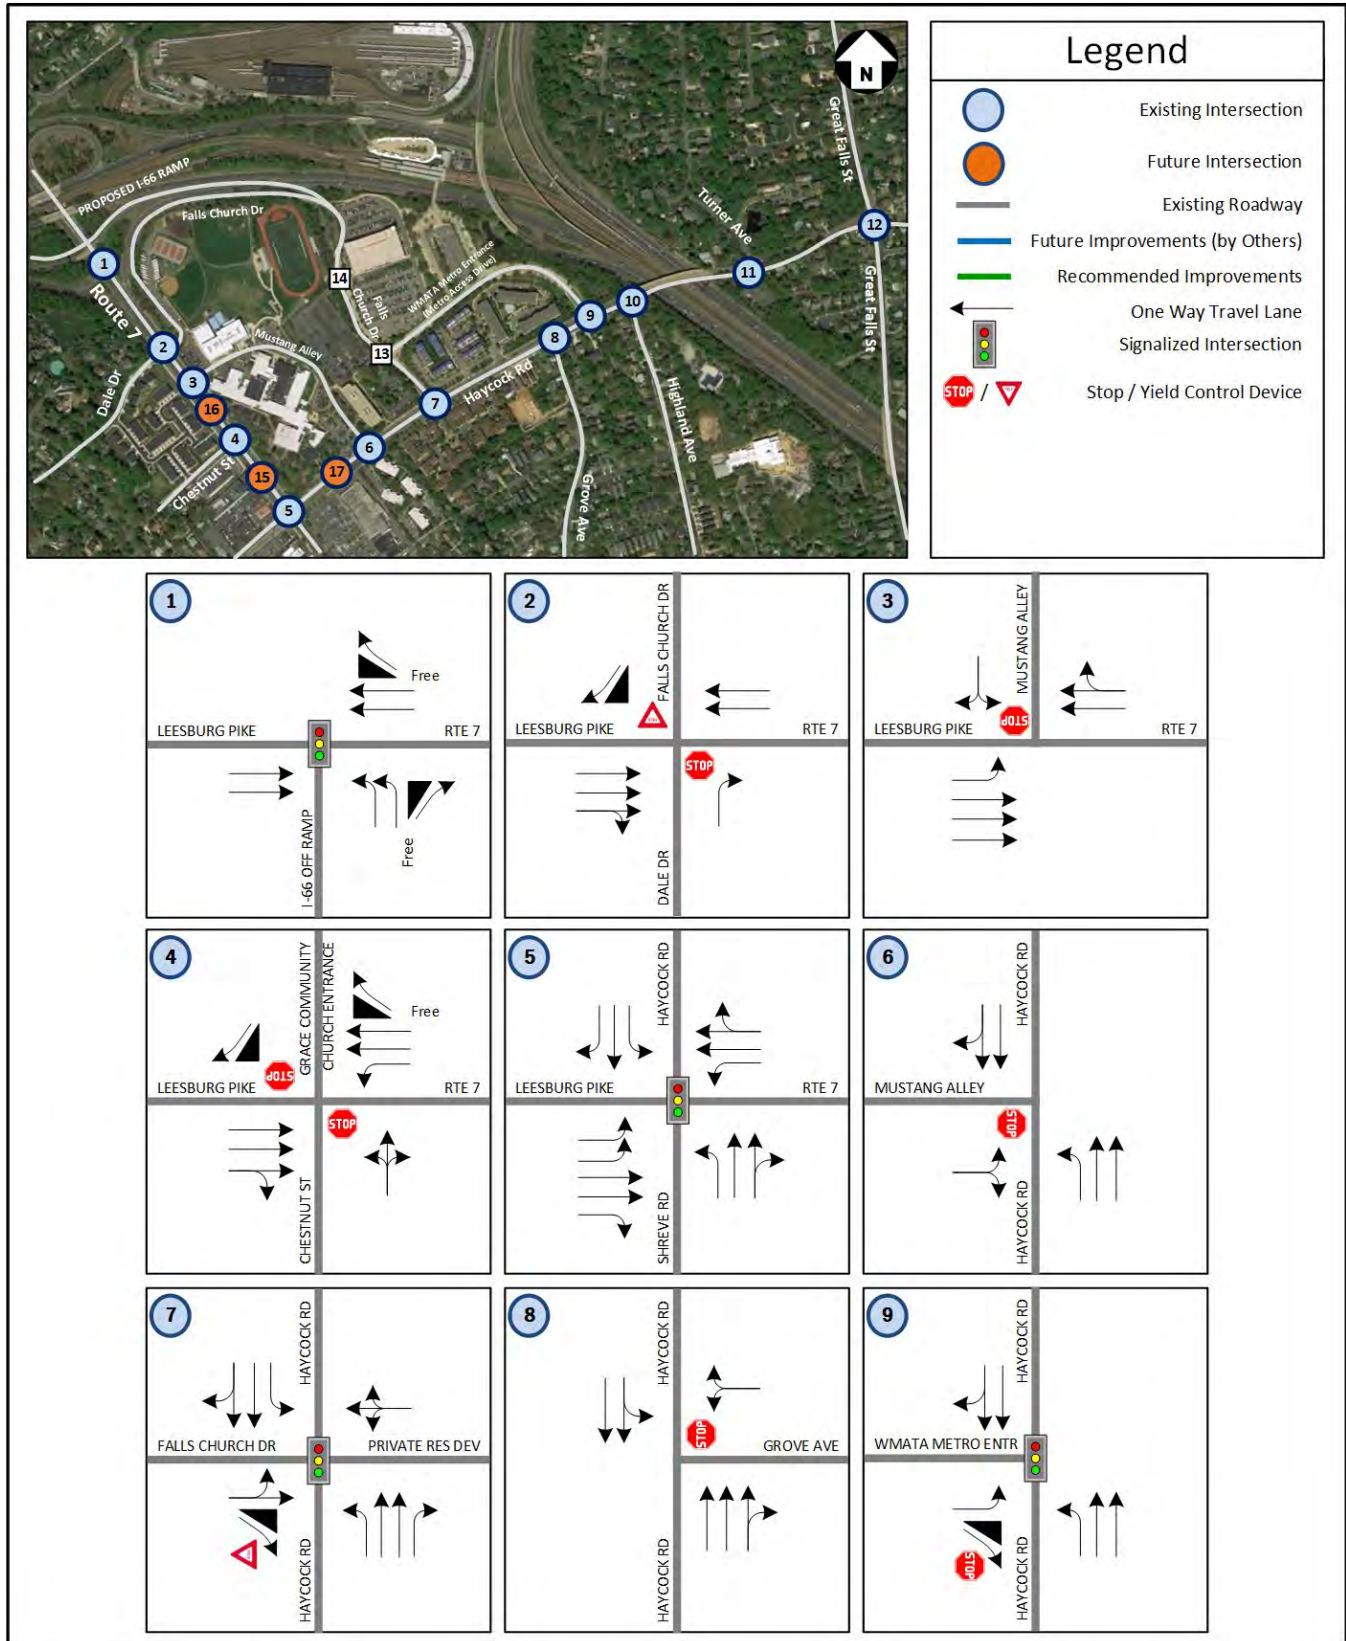 N
PROPOSED I-66 RAMP
Falls Church Dr
Great Falls St
Turner Ave
12
1
14
11
WMATA Metro Entrance
(Metro Access Drive)
Route 7
Falls
Church Dr
10
9
8
2
Mustang Alley
13
Dale Dr
3
16
7
Haycock Rd
Great Falls St
Highland Ave
4
6
Chestnut St
15
17
Grove Ave
5
Legend
Existing Intersection
Future Intersection
Existing Roadway
Future Improvements (by Others)
Recommended Improvements
One Way Travel Lane
Signalized Intersection
STOP / Stop / Yield Control Device
1
Free
LEESBURG PIKE
RTE 7
I-66 OFF RAMP
Free
2
FALLS CHURCH DR
LEESBURG PIKE
RTE 7
STOP
DALE DR
3
MUSTANG ALLEY
STOP
LEESBURG PIKE
RTE 7
4
GRACE COMMUNITY
CHURCH ENTRANCE
Free
STOP
LEESBURG PIKE
RTE 7
STOP
CHESTNUT ST
5
HAYCOCK RD
LEESBURG PIKE
RTE 7
SHREVE RD
6
HAYCOCK RD
MUSTANG ALLEY
STOP
HAYCOCK RD
7
HAYCOCK RD
FALLS CHURCH DR
PRIVATE RES DEV
HAYCOCK RD
8
HAYCOCK RD
STOP
GROVE AVE
HAYCOCK RD
9
HAYCOCK RD
WMATA METRO ENTR
STOP
HAYCOCK RD